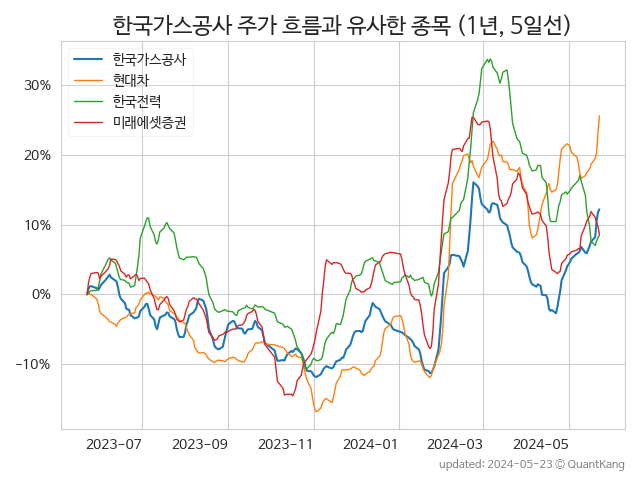 한국가스공사 주가 흐름과 유사한 종목 (1년, 5일선)
한국가스공사
현대차
한국전력
미래에셋증권
30%
20%
10%
0%
−10%
2023-07
2023-09
2023-11
2024-01
2024-03
2024-05
updated: 2024-05-23 ⓒ QuantKang